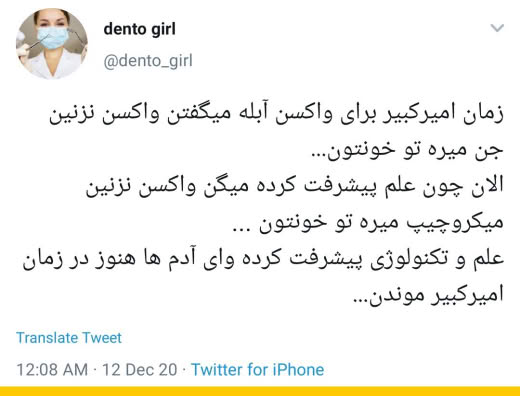 dento girl
@dento_girl
زمان امیرکبیر برای واکسن آبله میگفتن واکسن نزنین
جن میره تو خونتون...
الان چون علم پیشرفت کرده میگن واکسن نزنین
میکروچیپ میره تو خونتون ...
علم و تکنولوژی پیشرفت کرده وای آدم ها هنوز در زمان
امیرکبیر موندن...
Translate Tweet
12:08 AM · 12 Dec 20 · Twitter for iPhone